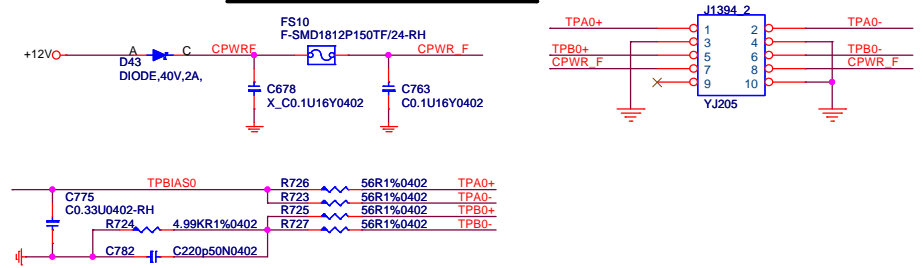 FS10 J1394_2
F-SMD1812P150TF/24-RH TPA0+ 1 2 TPA0-
+12V A C CPWRF CPWR_F 3 4
D43 TPB0+ 5 6 TPB0-
DIODE,40V,2A, CPWR_F 7 8 CPWR_F
C678 C763 9 10
X_C0.1U16Y0402 C0.1U16Y0402 YJ205
TPBIAS0 R726 56R1%0402 TPA0+
C775 R723 56R1%0402 TPA0-
C0.33U0402-RH R725 56R1%0402 TPB0+
R724 4.99KR1%0402 R727 56R1%0402 TPB0-
C782 C220p50N0402